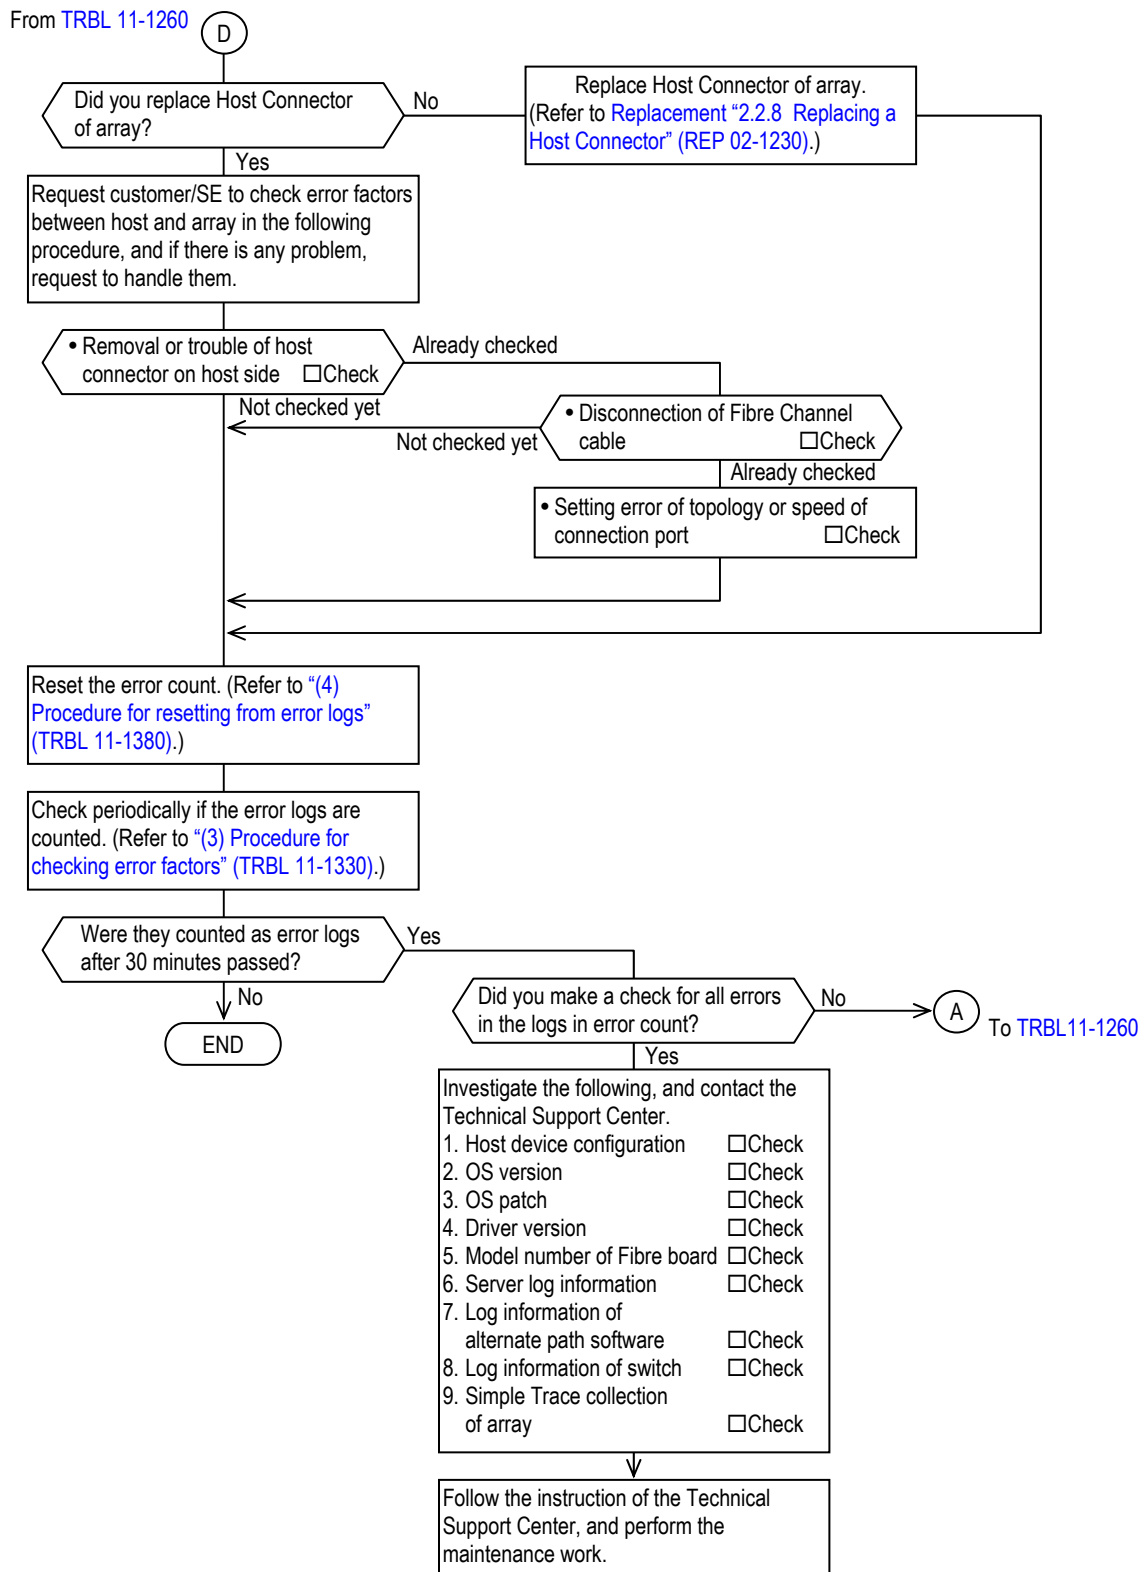 From TRBL 11-1260
D
Did you replace Host Connector
of array?
No
Replace Host Connector of array.
(Refer to Replacement “2.2.8 Replacing a
Host Connector” (REP 02-1230).)
Yes
Request customer/SE to check error factors
between host and array in the following
procedure, and if there is any problem,
request to handle them.
• Removal or trouble of host
connector on host side ☐Check
Already checked
Not checked yet
• Disconnection of Fibre Channel
cable ☐Check
Not checked yet
Already checked
• Setting error of topology or speed of
connection port ☐Check
Reset the error count. (Refer to “(4)
Procedure for resetting from error logs”
(TRBL 11-1380).)
Check periodically if the error logs are
counted. (Refer to “(3) Procedure for
checking error factors” (TRBL 11-1330).)
Were they counted as error logs
after 30 minutes passed?
Yes
No
END
Did you make a check for all errors
in the logs in error count?
No
A
To TRBL11-1260
Yes
Investigate the following, and contact the
Technical Support Center.
1. Host device configuration ☐Check
2. OS version ☐Check
3. OS patch ☐Check
4. Driver version ☐Check
5. Model number of Fibre board ☐Check
6. Server log information ☐Check
7. Log information of
alternate path software ☐Check
8. Log information of switch ☐Check
9. Simple Trace collection
of array ☐Check
Follow the instruction of the Technical
Support Center, and perform the
maintenance work.